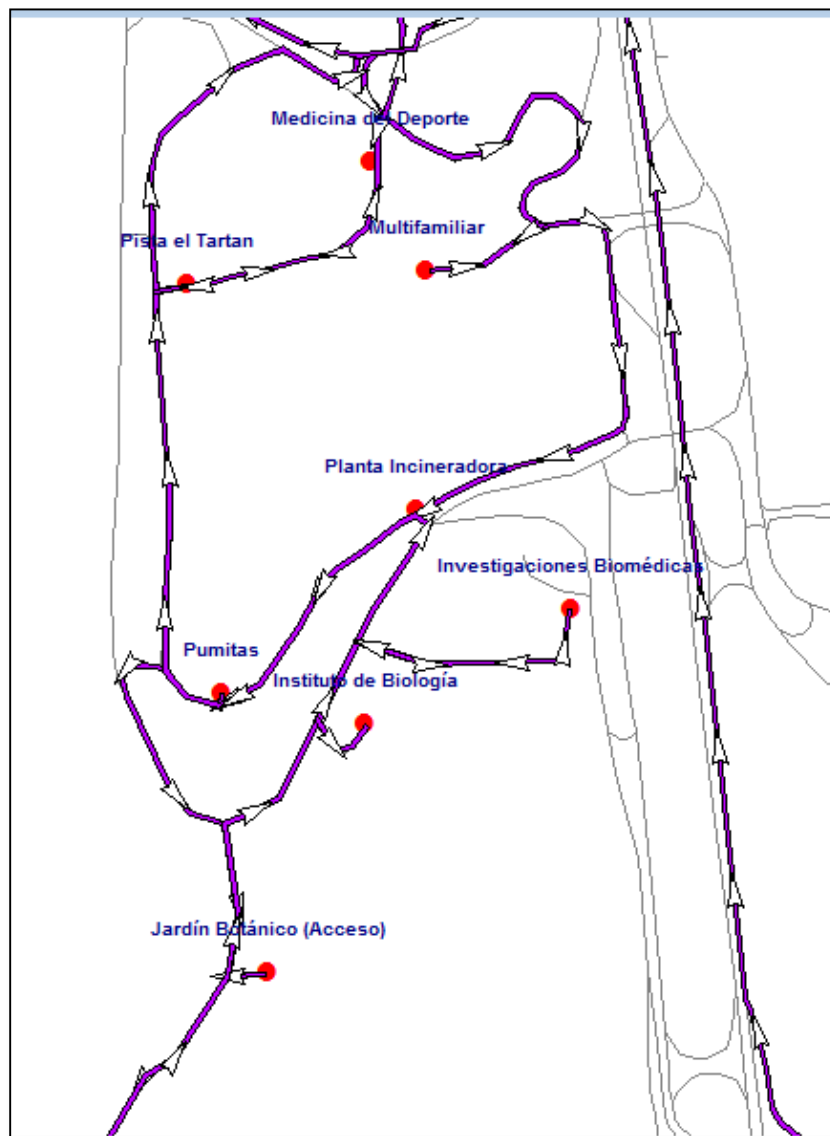 Medicina del Deporte
Multifamiliar
Pista el Tartan
Planta Incineradora
Investigaciones Biomédicas
Pumitas
Instituto de Biología
Jardín Botánico (Acceso)